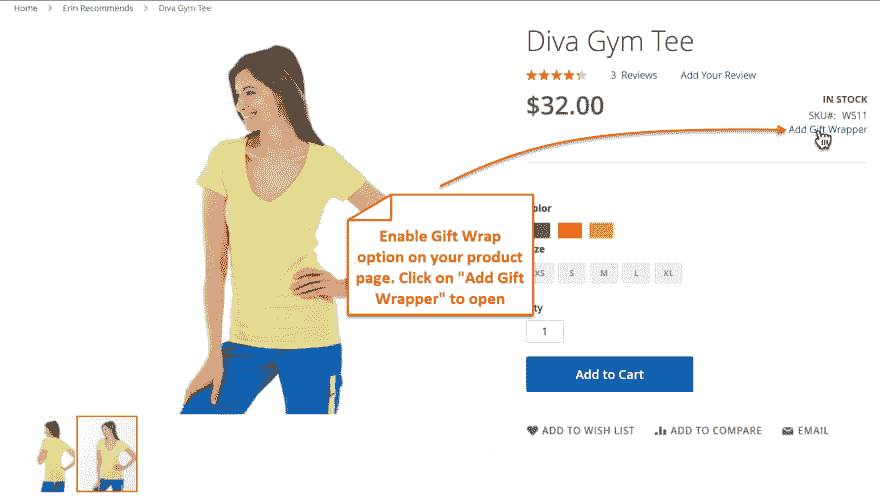 Home > Erin Recommends > Diva Gym Tee
Diva Gym Tee
3 Reviews Add Your Review
$32.00
IN STOCK
SKU#: WS11
Add Gift Wrapper
Enable Gift Wrap
option on your product
page. Click on "Add Gift
Wrapper" to open
olor
ize
XS S M L XL
ty
1
Add to Cart
ADD TO WISH LIST ADD TO COMPARE EMAIL